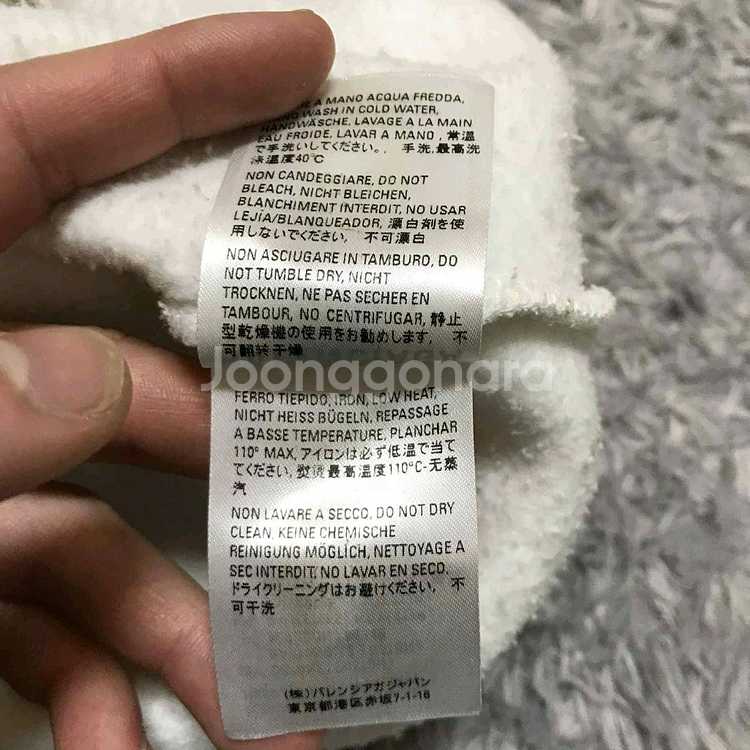 A MANO ACQUA FREDDA,
WASH IN COLD WATER,
HANDWÄSCHE, LAVAGE A LA MAIN
EAU FROIDE, LAVAR A MANO , 常温
で手洗いしてください。, 手洗,最高洗
涤温度40℃
NON CANDEGGIARE, DO NOT
BLEACH, NICHT BLEICHEN,
BLANCHIMENT INTERDIT, NO USAR
LEJÍA/BLANQUEADOR, 漂白剤を使
用しないでください, 不可漂白
NON ASCIUGARE IN TAMBURO, DO
NOT TUMBLE DRY, NICHT
TROCKNEN, NE PAS SECHER EN
TAMBOUR, NO CENTRIFUGAR, 静止
型乾燥機の使用をお勧めします, 不
可翻转干燥
Joonggonara
FERRO TIEPIDO, IRON, LOW HEAT,
NICHT HEISS BÜGELN, REPASSAGE
A BASSE TEMPERATURE, PLANCHAR
110° MAX, アイロンは必ず低温で当て
てください, 熨烫最高温度110°C-无蒸
汽
NON LAVARE A SECCO, DO NOT DRY
CLEAN, KEINE CHEMISCHE
REINIGUNG MÖGLICH, NETTOYAGE A
SEC INTERDIT, NO LAVAR EN SECO,
ドライクリーニングはお避けください, 不
可干洗
(株)バレンシアガジャパン
東京都港区赤坂7-1-16